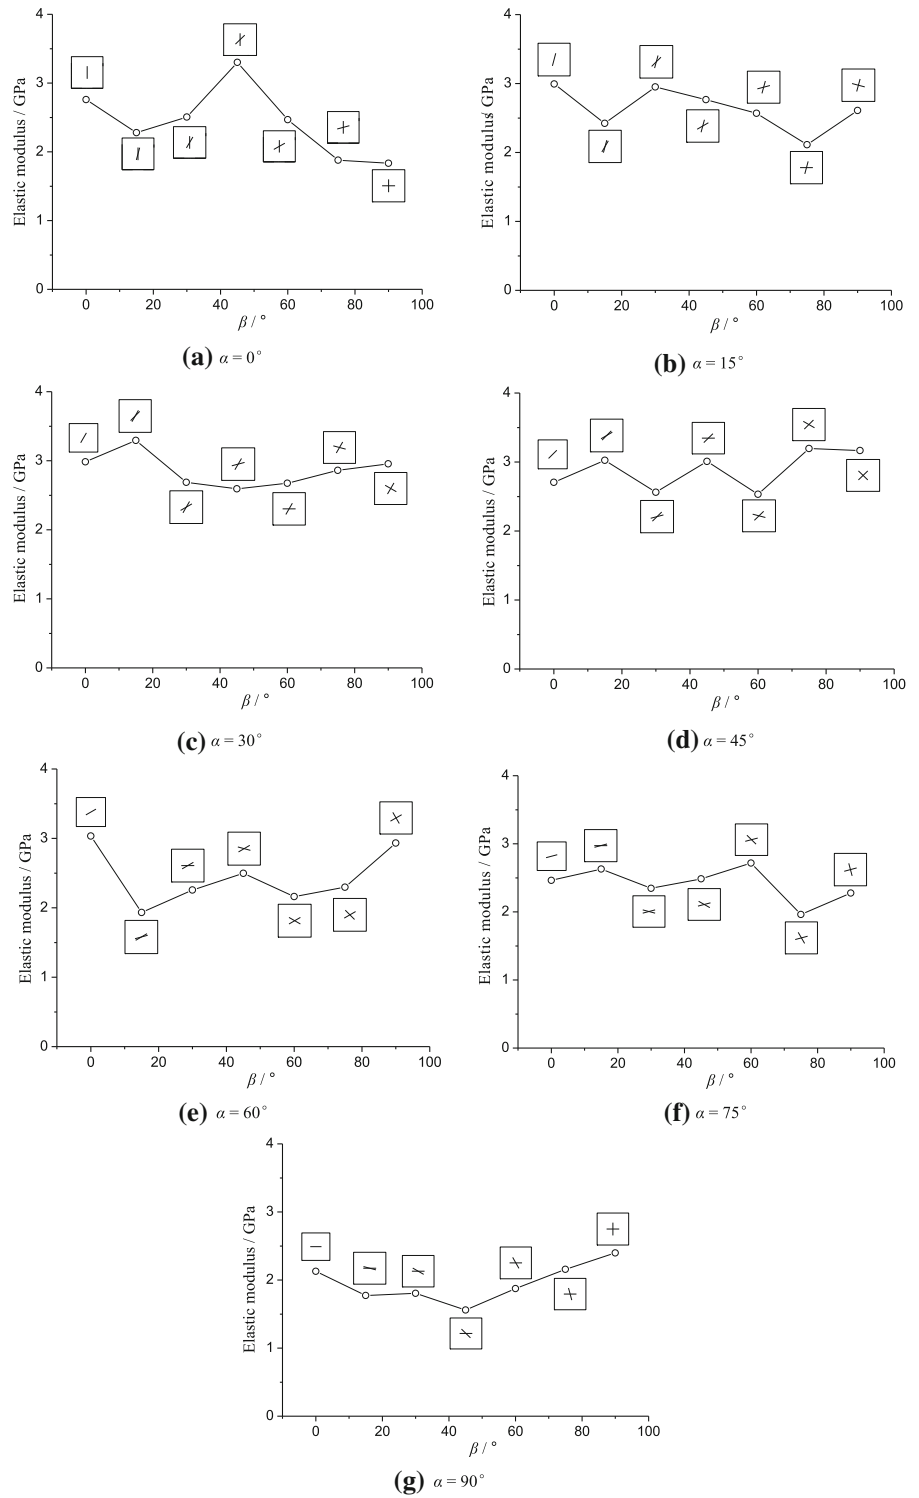 4
3
2
1
0
Elastic modulus / GPa
0 20 40 60 80 100
β / °
(a) α = 0°
4
3
2
1
0
Elastic modulus/ GPa
0 20 40 60 80 100
β / °
(b) α = 15°
4
3
2
1
0
Elastic modulus / GPa
0 20 40 60 80 100
β / °
(c) α = 30°
4
3
2
1
0
Elastic modulus / GPa
0 20 40 60 80 100
β / °
(d) α = 45°
4
3
2
1
0
Elastic modulus / GPa
0 20 40 60 80 100
β / °
(e) α = 60°
4
3
2
1
0
Elastic modulus / GPa
0 20 40 60 80 100
β / °
(f) α = 75°
4
3
2
1
0
Elastic modulus / GPa
0 20 40 60 80 100
β / °
(g) α = 90°